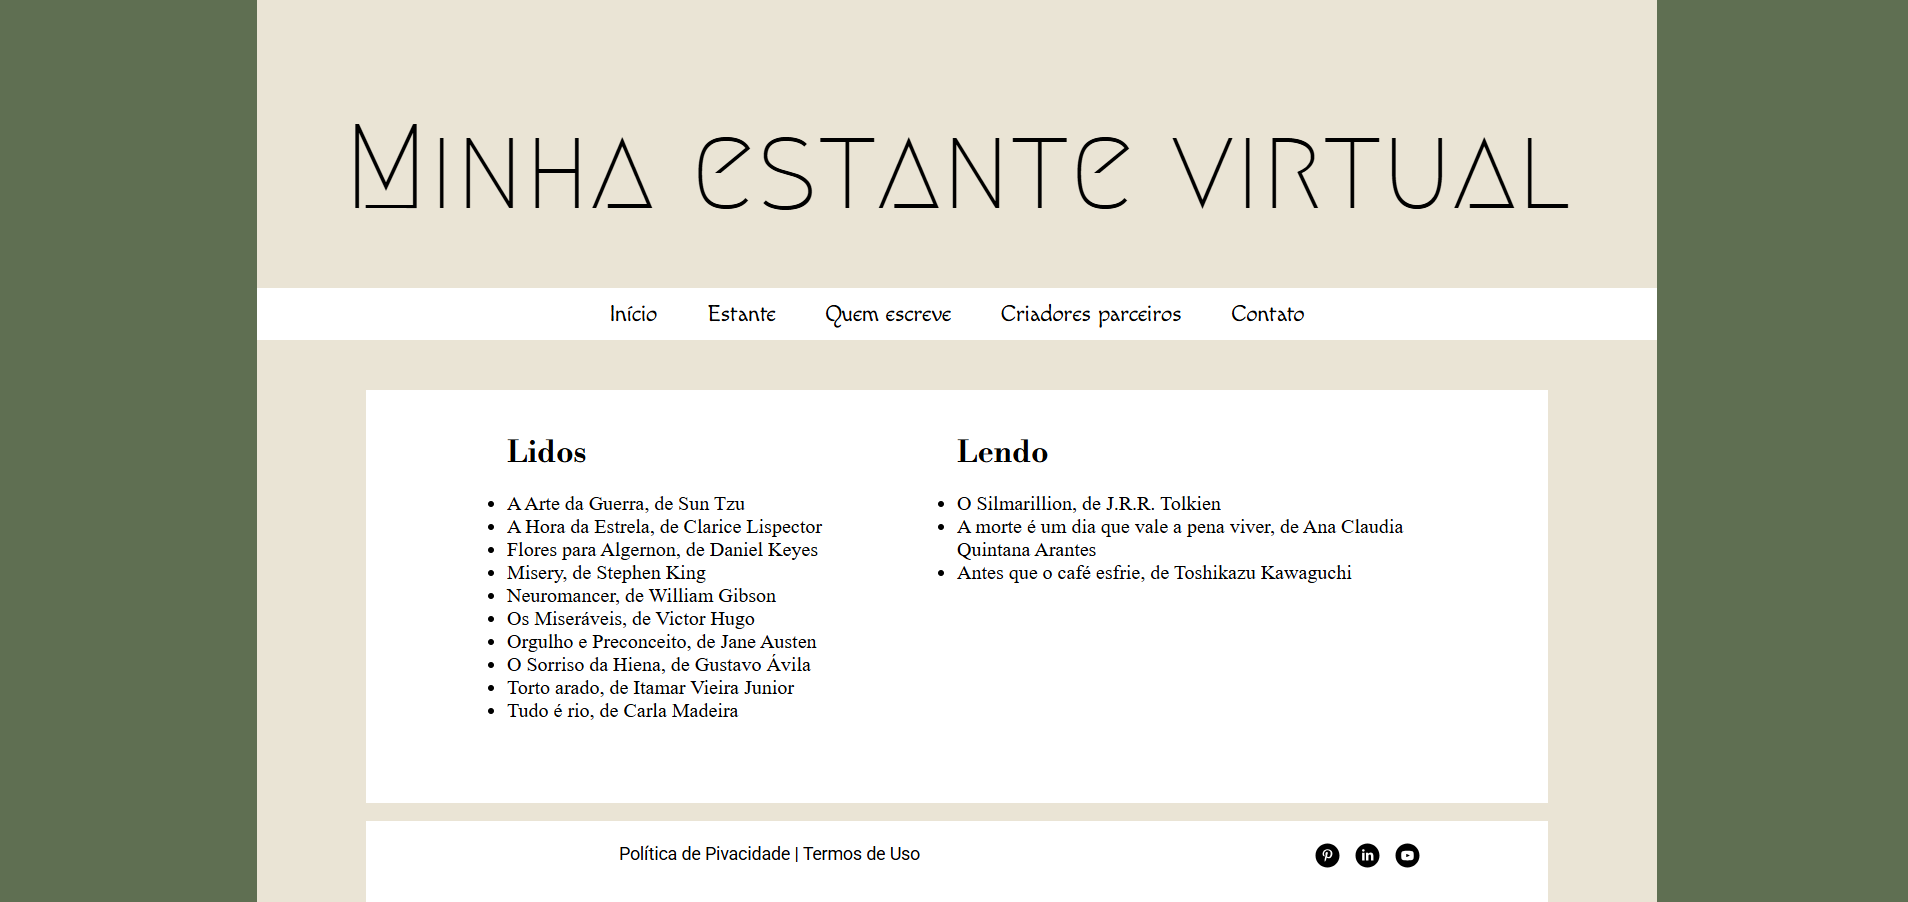 Minha estante virtual
Início Estante Quem escreve Criadores parceiros Contato
Lidos
A Arte da Guerra, de Sun Tzu
A Hora da Estrela, de Clarice Lispector
Flores para Algernon, de Daniel Keyes
Misery, de Stephen King
Neuromancer, de William Gibson
Os Miseráveis, de Victor Hugo
Orgulho e Preconceito, de Jane Austen
O Sorriso da Hiena, de Gustavo Ávila
Torto arado, de Itamar Vieira Junior
Tudo é rio, de Carla Madeira
Lendo
O Silmarillion, de J.R.R. Tolkien
A morte é um dia que vale a pena viver, de Ana Claudia
Quintana Arantes
Antes que o café esfrie, de Toshikazu Kawaguchi
Política de Pivacidade | Termos de Uso